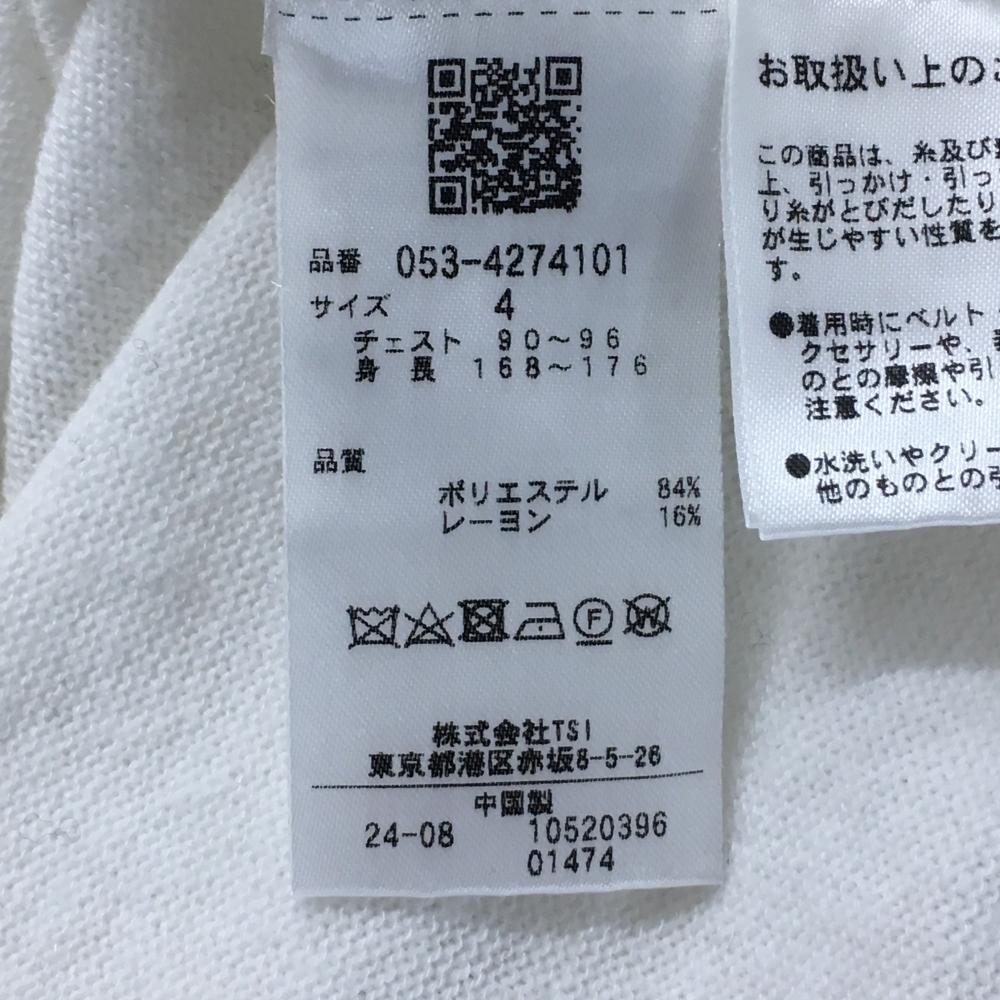 品番 053-4274101
サイズ 4
チェスト 90～96
身長 168～176
品質
ポリエステル 84%
レーヨン 16%
F
W
株式会社TSI
東京都港区赤坂8-5-26
中国製
24-08 10520396
01474
お取扱い上の
この商品は、糸及び
上、引っかけ・引っ
り糸がとびだしたり
が生じやすい性質を
す。
●着用時にベルト
クセサリーや、
のとの摩擦や引
注意ください。
●水洗いやクリー
他のものとの引